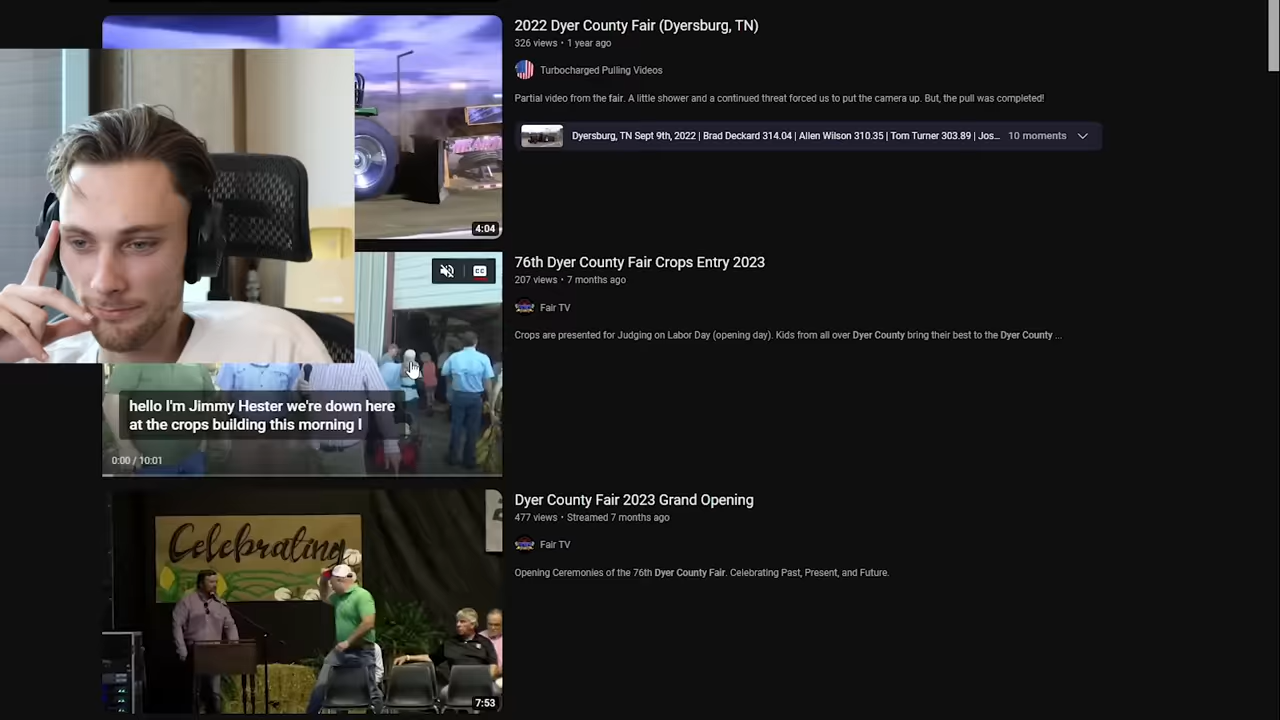 2022 Dyer County Fair (Dyersburg, TN)
326 views • 1 year ago
Turbocharged Pulling Videos
Partial video from the fair. A little shower and a continued threat forced us to put the camera up. But, the pull was completed!
Dyersburg, TN Sept 9th, 2022 | Brad Deckard 314.04 | Allen Wilson 310.35 | Tom Turner 303.89 | Jos...
10 moments
4:04
76th Dyer County Fair Crops Entry 2023
207 views • 7 months ago
CC
Fair TV
Crops are presented for Judging on Labor Day (opening day). Kids from all over Dyer County bring their best to the Dyer County ...
hello I'm Jimmy Hester we're down here
at the crops building this morning I
0:00 / 10:01
Dyer County Fair 2023 Grand Opening
477 views • Streamed 7 months ago
Fair TV
Opening Ceremonies of the 76th Dyer County Fair. Celebrating Past, Present, and Future.
Celebrating
7:53